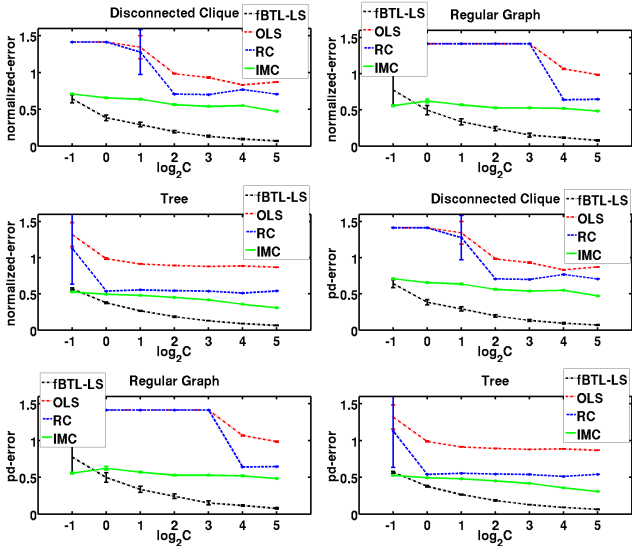 Disconnected Clique
fBTL-LS
OLS
RC
IMC
normalized-error
1.5
1
0.5
0
-1 0 1 2 3 4 5
log2C
Regular Graph
fBTL-LS
OLS
RC
IMC
normalized-error
1.5
1
0.5
0
-1 0 1 2 3 4 5
log2C
Tree
fBTL-LS
OLS
RC
IMC
normalized-error
1.5
1
0.5
0
-1 0 1 2 3 4 5
log2C
Disconnected Clique
fBTL-LS
OLS
RC
IMC
pd-error
1.5
1
0.5
0
-1 0 1 2 3 4 5
log2C
Regular Graph
fBTL-LS
OLS
RC
IMC
pd-error
1.5
1
0.5
0
-1 0 1 2 3 4 5
log2C
Tree
fBTL-LS
OLS
RC
IMC
pd-error
1.5
1
0.5
0
-1 0 1 2 3 4 5
log2C